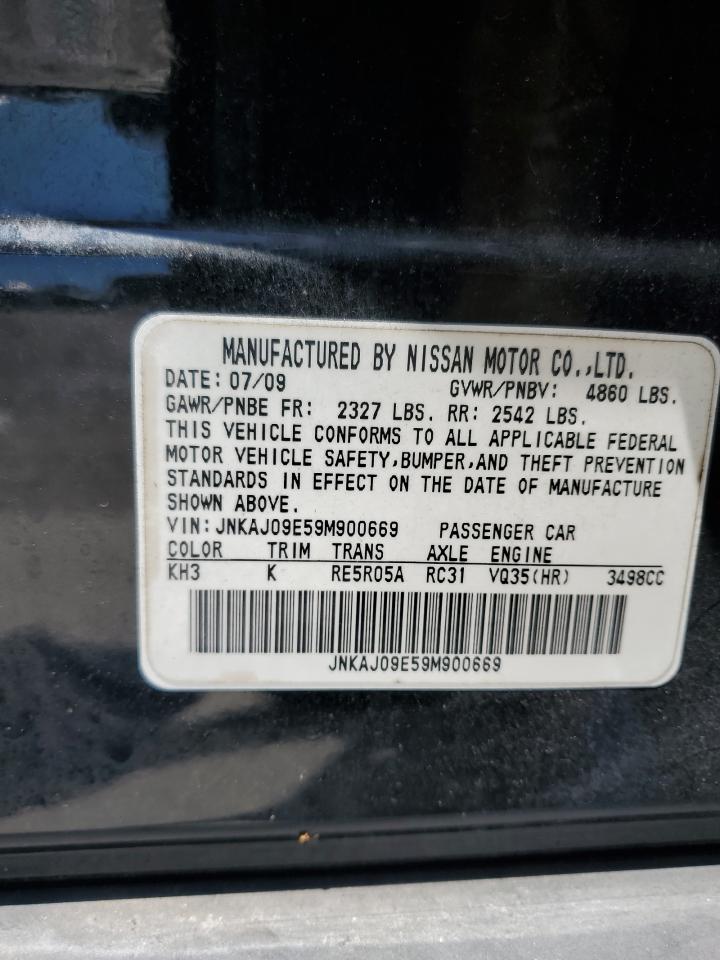 MANUFACTURED BY NISSAN MOTOR CO.,LTD.
DATE: 07/09 GVWR/PNBV: 4860 LBS.
GAWR/PNBE FR: 2327 LBS. RR: 2542 LBS.
THIS VEHICLE CONFORMS TO ALL APPLICABLE FEDERAL
MOTOR VEHICLE SAFETY,BUMPER,AND THEFT PREVENTION
STANDARDS IN EFFECT ON THE DATE OF MANUFACTURE
SHOWN ABOVE.
VIN:JNKAJ09E59M900669 PASSENGER CAR
COLOR TRIM TRANS AXLE ENGINE
KH3 K RE5R05A RC31 VQ35(HR) 3498CC
JNKAJ09E59M900669